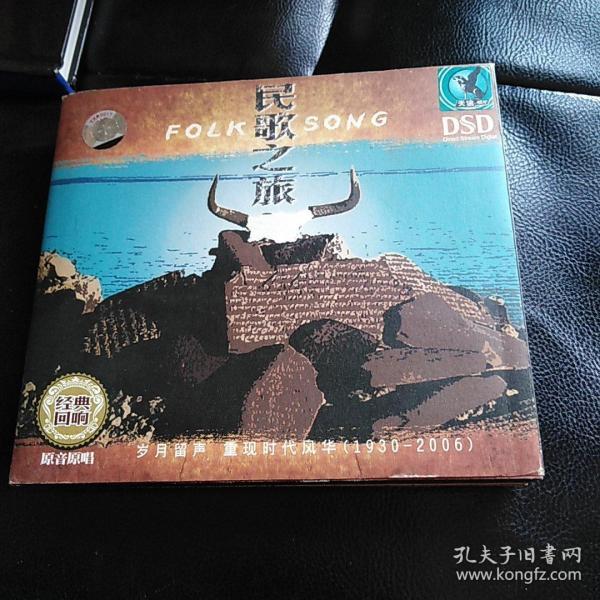 民歌之旅
FOLK SONG
天诚
DSD
Direct Stream Digital
经典
回响
原音原唱
岁月留声 重现时代风华(1930-2006)
孔夫子旧书网
www.kongfz.com